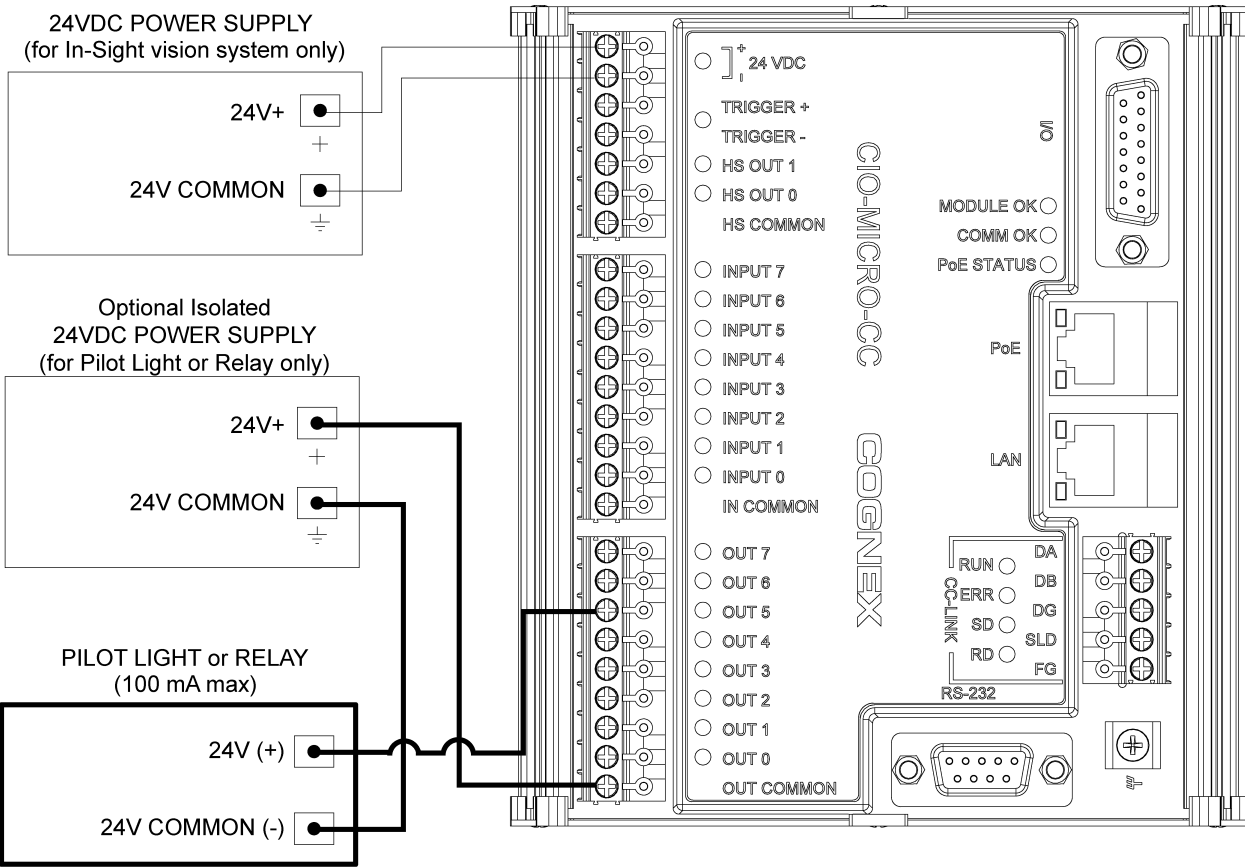 24VDC POWER SUPPLY
(for In-Sight vision system only)
24V+
24V COMMON
Optional Isolated
24VDC POWER SUPPLY
(for Pilot Light or Relay only)
24V+
24V COMMON
PILOT LIGHT or RELAY
(100 mA max)
24V (+)
24V COMMON (-)
+
24 VDC
-
TRIGGER +
TRIGGER -
HS OUT 1
HS OUT 0
HS COMMON
INPUT 7
INPUT 6
INPUT 5
INPUT 4
INPUT 3
INPUT 2
INPUT 1
INPUT 0
IN COMMON
OUT 7
OUT 6
OUT 5
OUT 4
OUT 3
OUT 2
OUT 1
OUT 0
OUT COMMON
CIO-MICRO-CC
COGNEX
I/O
MODULE OK
COMM OK
PoE STATUS
PoE
LAN
CC-LINK
RUN
ERR
SD
RD
DA
DB
DG
SLD
FG
RS-232